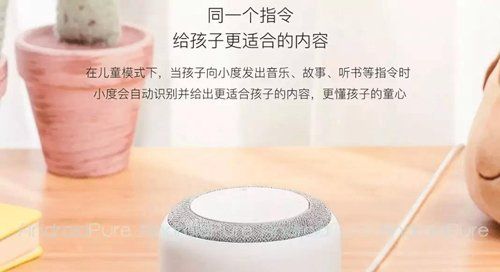 同一个指令
给孩子更适合的内容
在儿童模式下，当孩子向小度发出音乐、故事、听书等指令时
小度会自动识别并给出更适合孩子的内容，更懂孩子的童心
AndroidPure AndroidPure AndroidPure